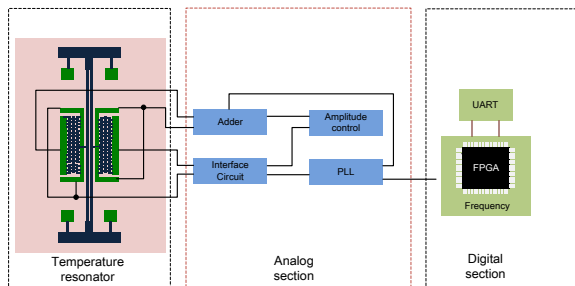 Adder
Amplitude
control
Interface
Circuit
PLL
UART
FPGA
Frequency
Temperature
resonator
Analog
section
Digital
section